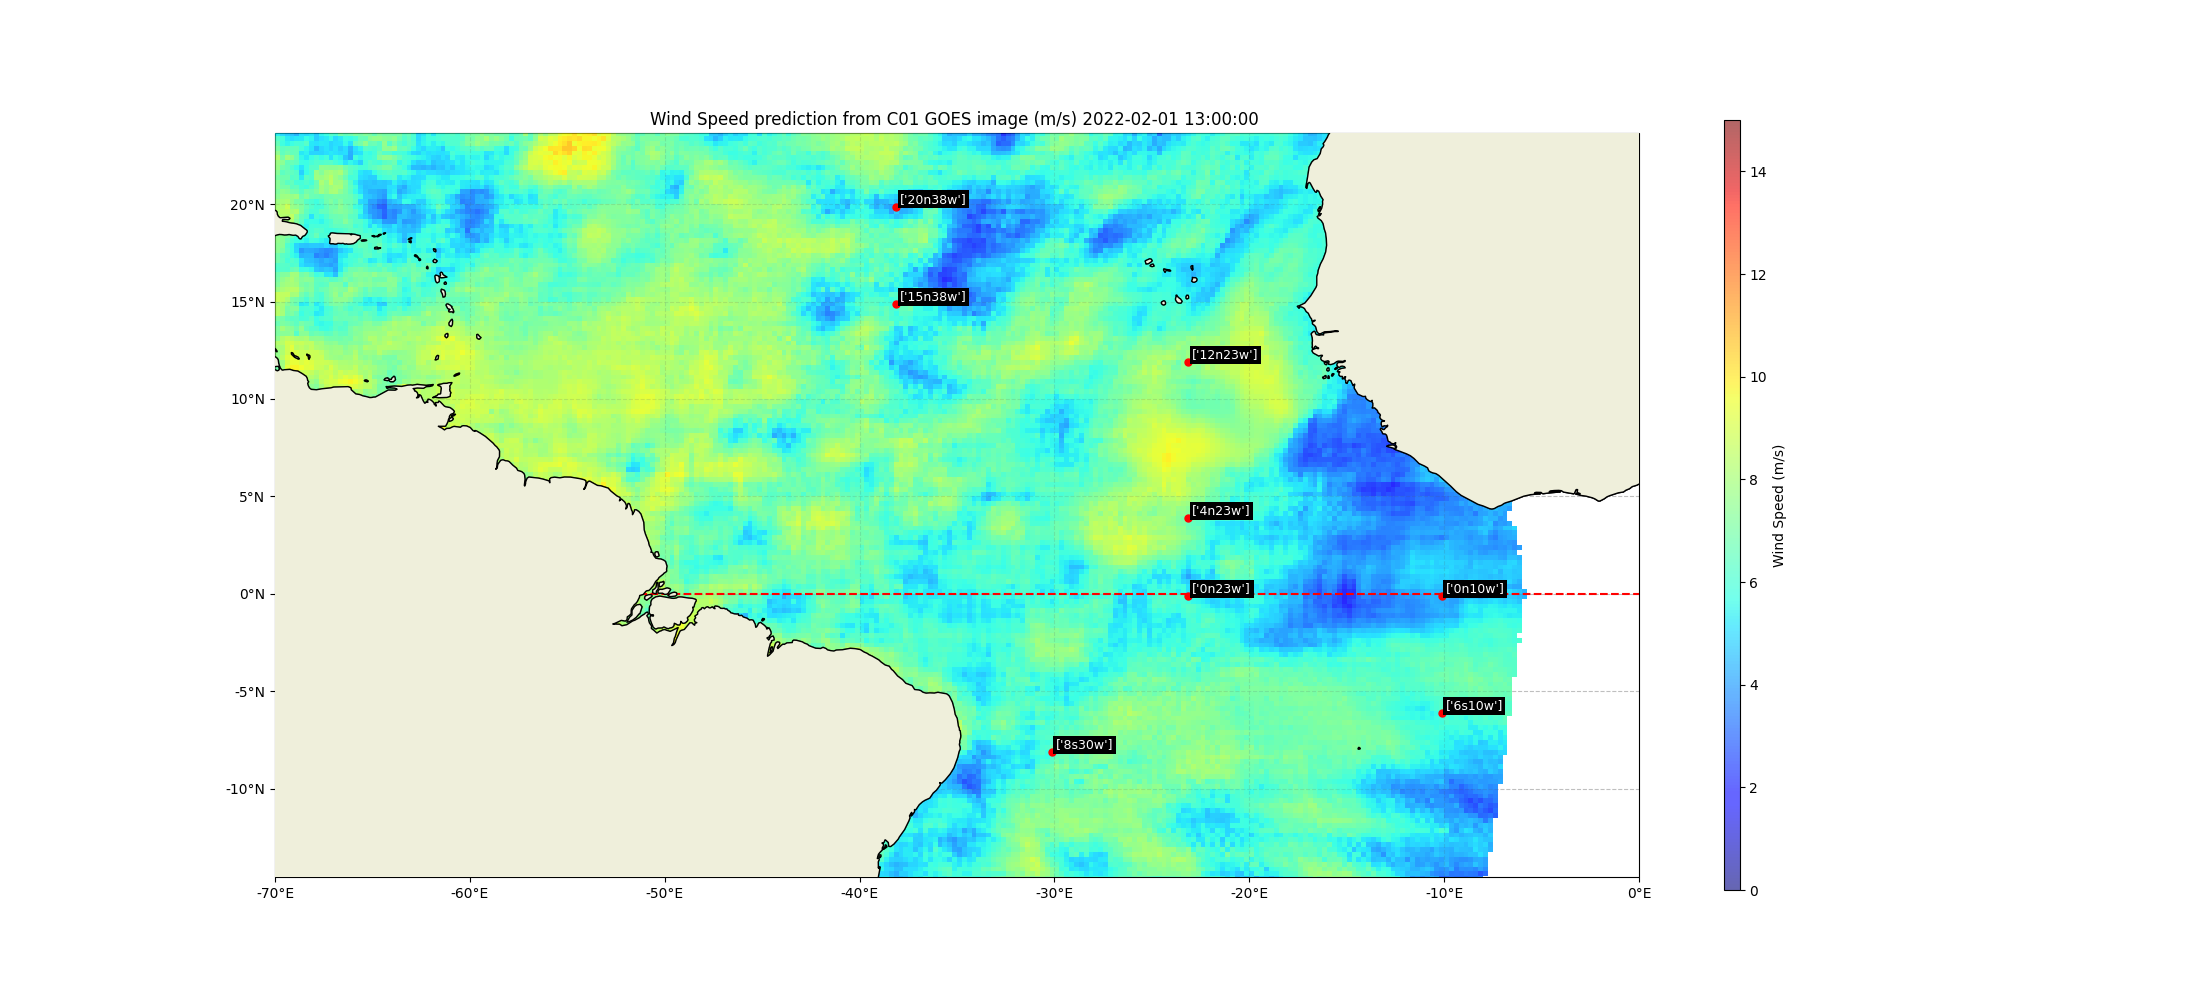 Wind Speed prediction from C01 GOES image (m/s) 2022-02-01 13:00:00
20°N
15°N
10°N
5°N
0°N
-5°N
-10°N
-70°E
-60°E
-50°E
-40°E
-30°E
-20°E
-10°E
0°E
['20n38w']
['15n38w']
['12n23w']
['4n23w']
['0n23w']
['0n10w']
['6s10w']
['8s30w']
14
12
10
8
6
4
2
0
Wind Speed (m/s)